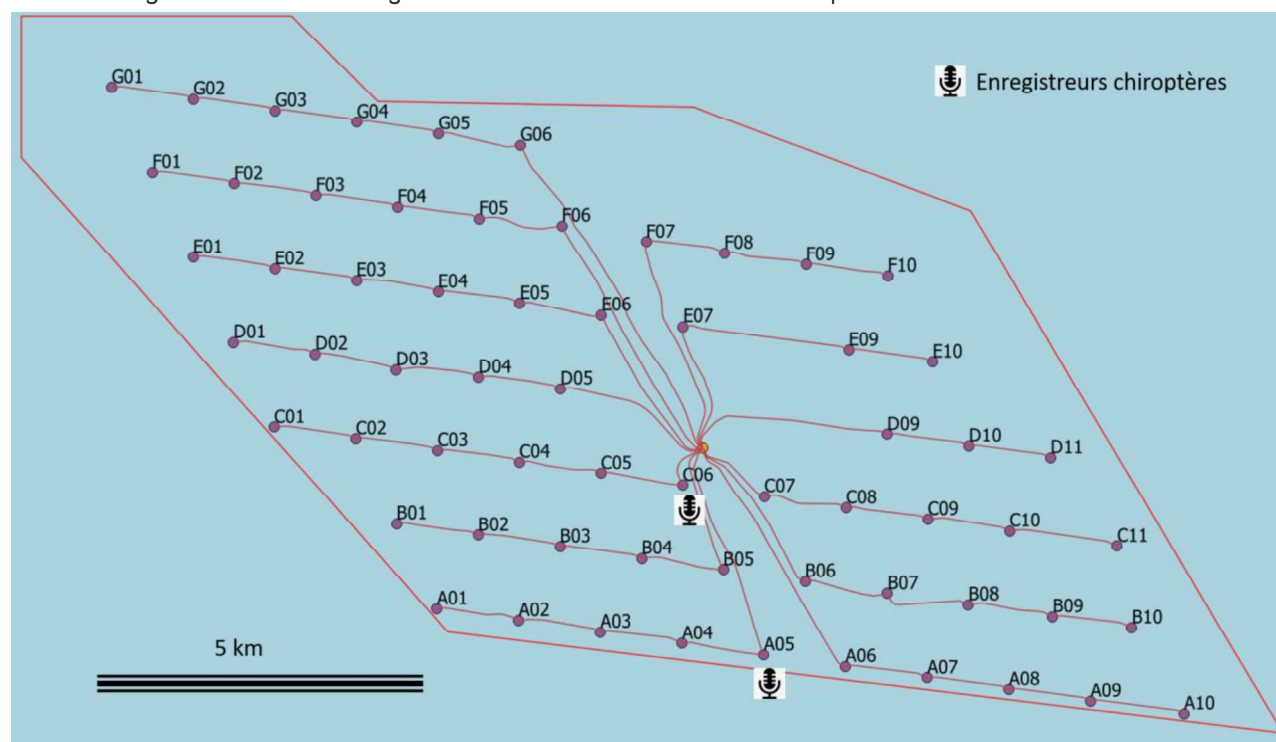 Enregistreurs chiroptères
G01
G02
G03
G04
G05
G06
F01
F02
F03
F04
F05
F06
F07
F08
F09
F10
E01
E02
E03
E04
E05
E06
E07
E09
E10
D01
D02
D03
D04
D05
D09
D10
D11
C01
C02
C03
C04
C05
C06
C07
C08
C09
C10
C11
B01
B02
B03
B04
B05
B06
B07
B08
B09
B10
A01
A02
A03
A04
A05
A06
A07
A08
A09
A10
5 km